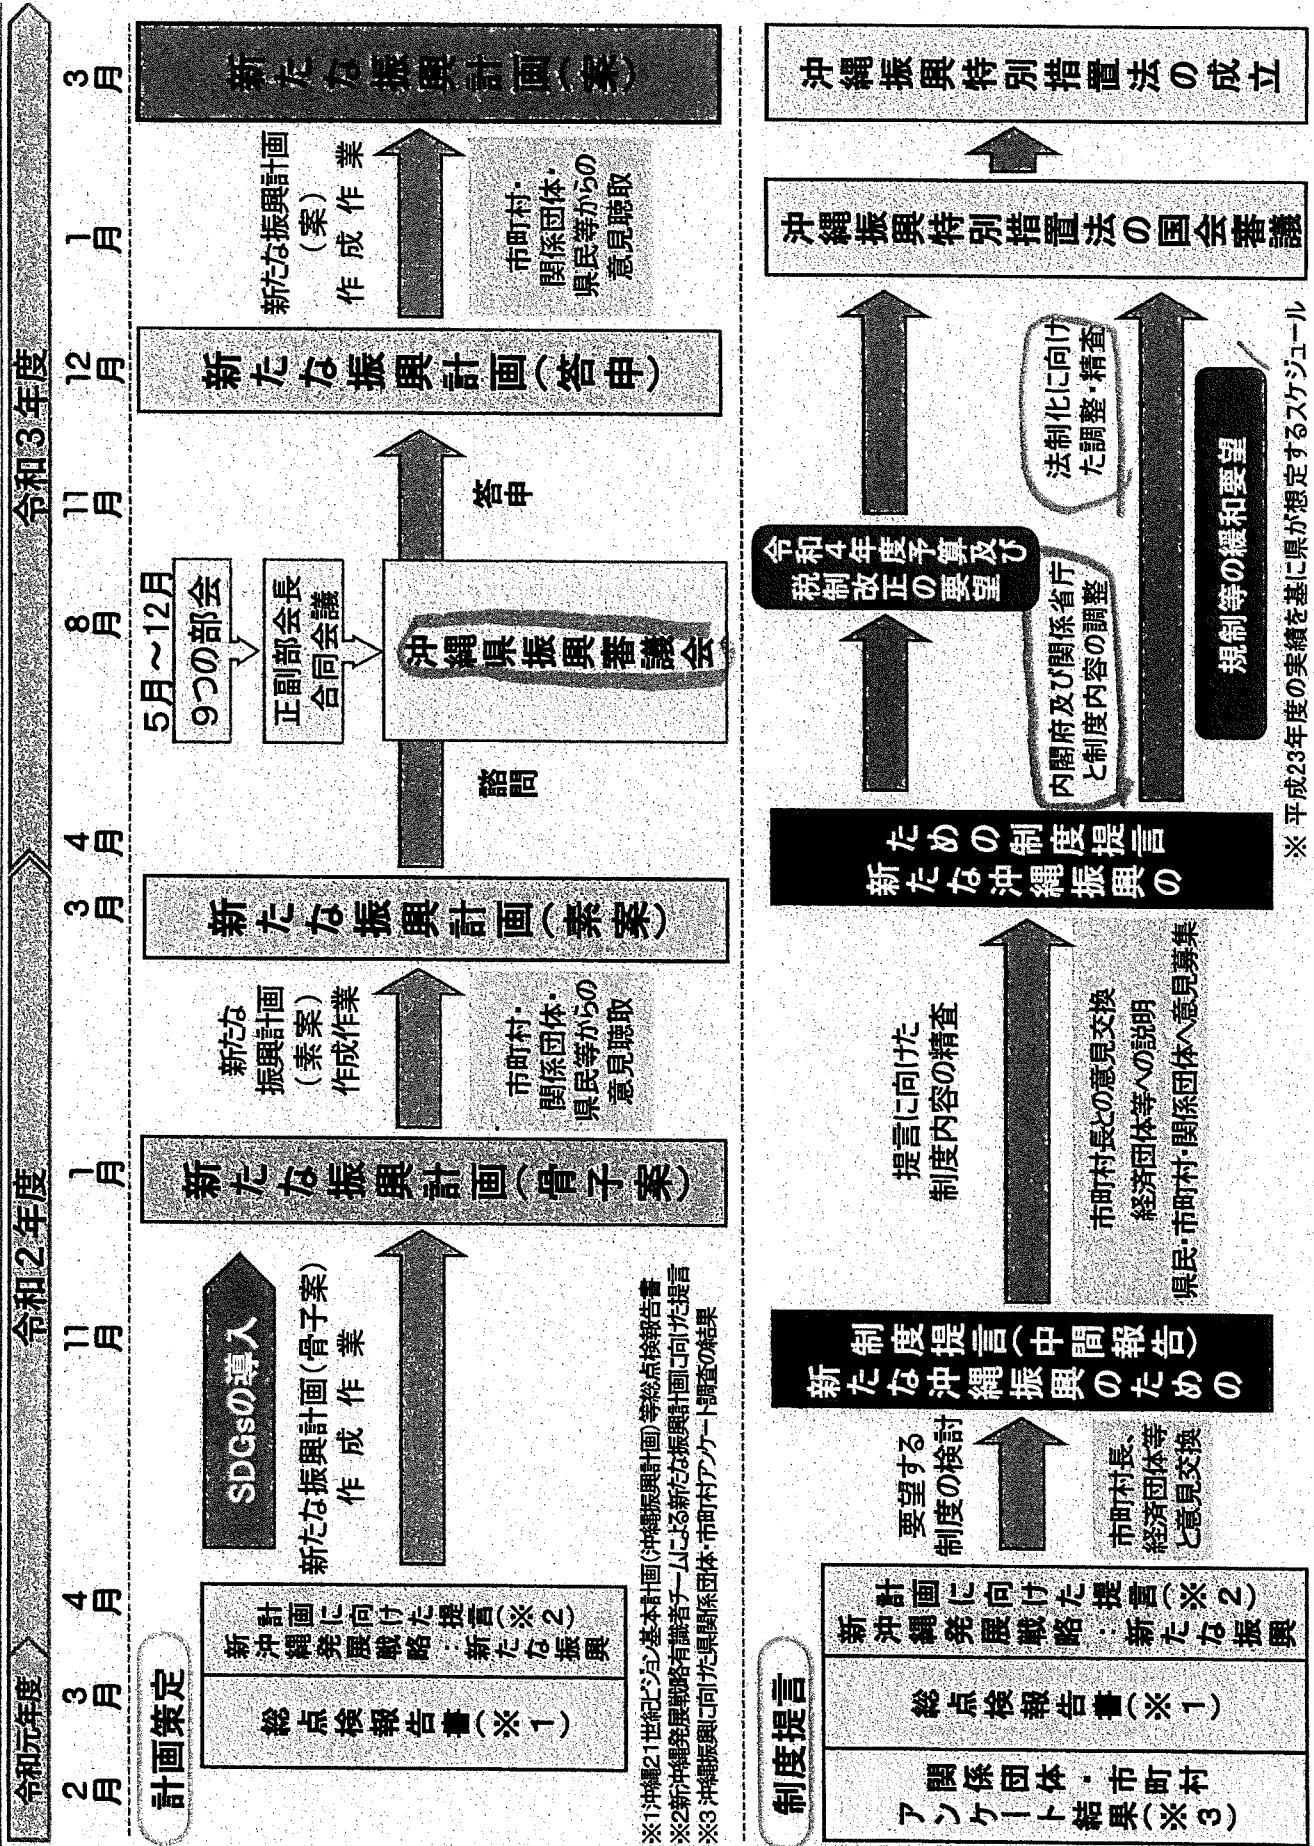 令和元年度
令和2年度
令和3年度
2月
3月
4月
11月
1月
3月
4月
8月
11月
12月
1月
3月
計画策定
総点検報告書(※1)
新沖縄発展戦略:新たな振興
計画に向けた提言(※2)
SDGsの導入
新たな振興計画(骨子案)
作成作業
新たな振興計画(骨子案)
新たな
振興計画
(素案)
作成作業
市町村・
関係団体・
県民等からの
意見聴取
新たな振興計画(素案)
諮問
5月~12月
9つの部会
正副部会長
合同会議
沖縄県振興審議会
答申
新たな振興計画(答申)
新たな振興計画
(案)
作成作業
市町村・
関係団体・
県民等からの
意見聴取
新たな振興計画(案)
※1沖縄21世紀ビジョン基本計画(沖縄振興計画)等総点検報告書
※2新沖縄発展戦略有識者チームによる新たな振興計画に向けた提言
※3 沖縄振興に向けた県関係団体・市町村アンケート調査の結果
制度提言
関係団体・市町村
アンケート結果(※3)
総点検報告書(※1)
新沖縄発展戦略:新たな振興
計画に向けた提言(※2)
要望する
制度の検討
市町村長、
経済団体等
と意見交換
新たな沖縄振興のための
制度提言(中間報告)
提言に向けた
制度内容の精査
市町村長との意見交換
経済団体等への説明
県民・市町村・関係団体へ意見募集
新たな沖縄振興の
ための制度提言
内閣府及び関係省庁
と制度内容の調整
令和4年度予算及び
税制改正の要望
法制化に向け
た調整・精査
規制等の緩和要望
沖縄振興特別措置法の国会審議
沖縄振興特別措置法の成立
※ 平成23年度の実績を基に県が想定するスケジュール